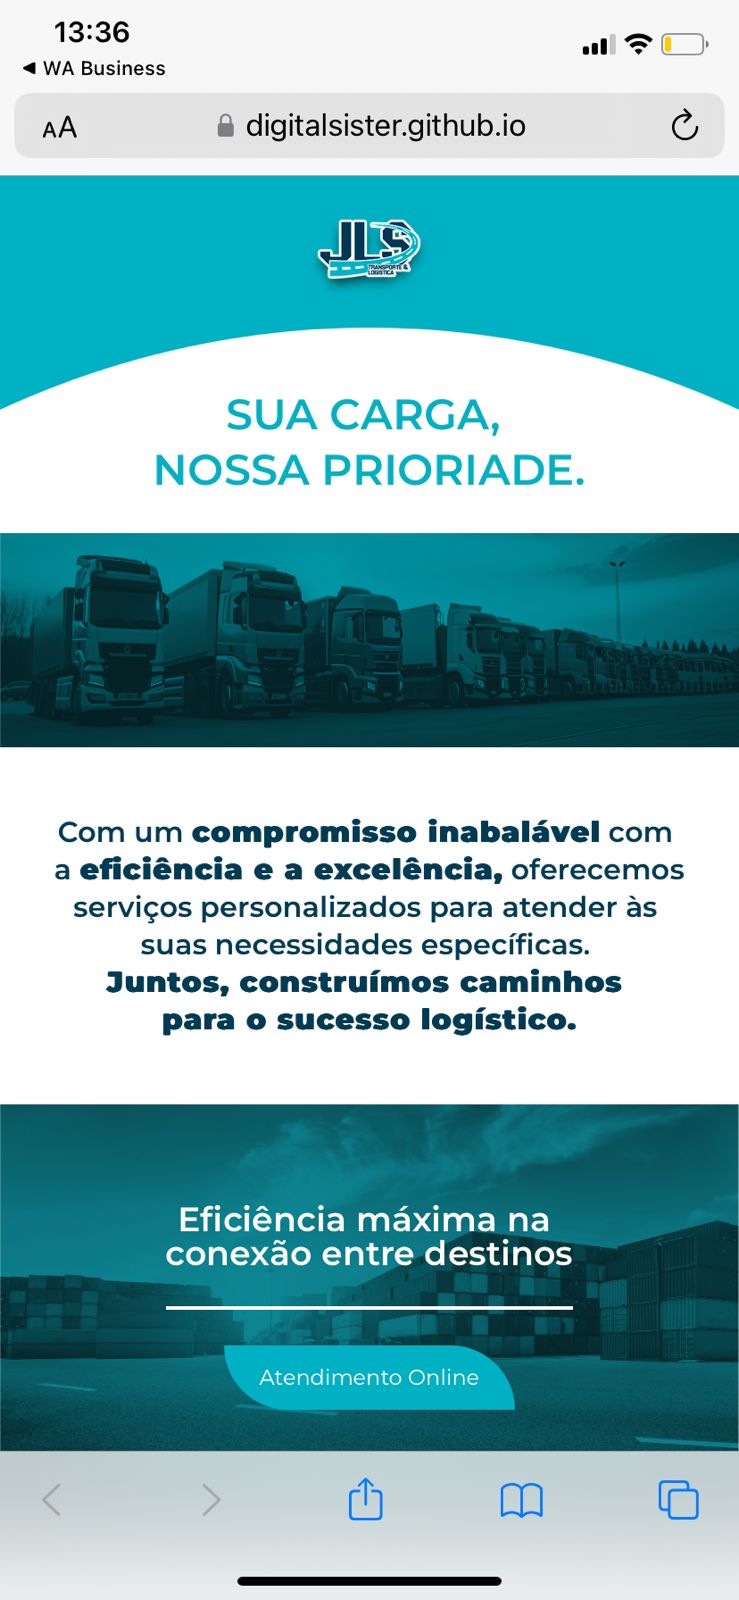 13:36
WA Business
AA
digitalsister.github.io
JLS
TRANSPORTE &
LOGISTICA
SUA CARGA,
NOSSA PRIORIADE.
Com um compromisso inabalável com
a eficiência e a excelência, oferecemos
serviços personalizados para atender às
suas necessidades específicas.
Juntos, construímos caminhos
para o sucesso logístico.
Eficiência máxima na
conexão entre destinos
Atendimento Online